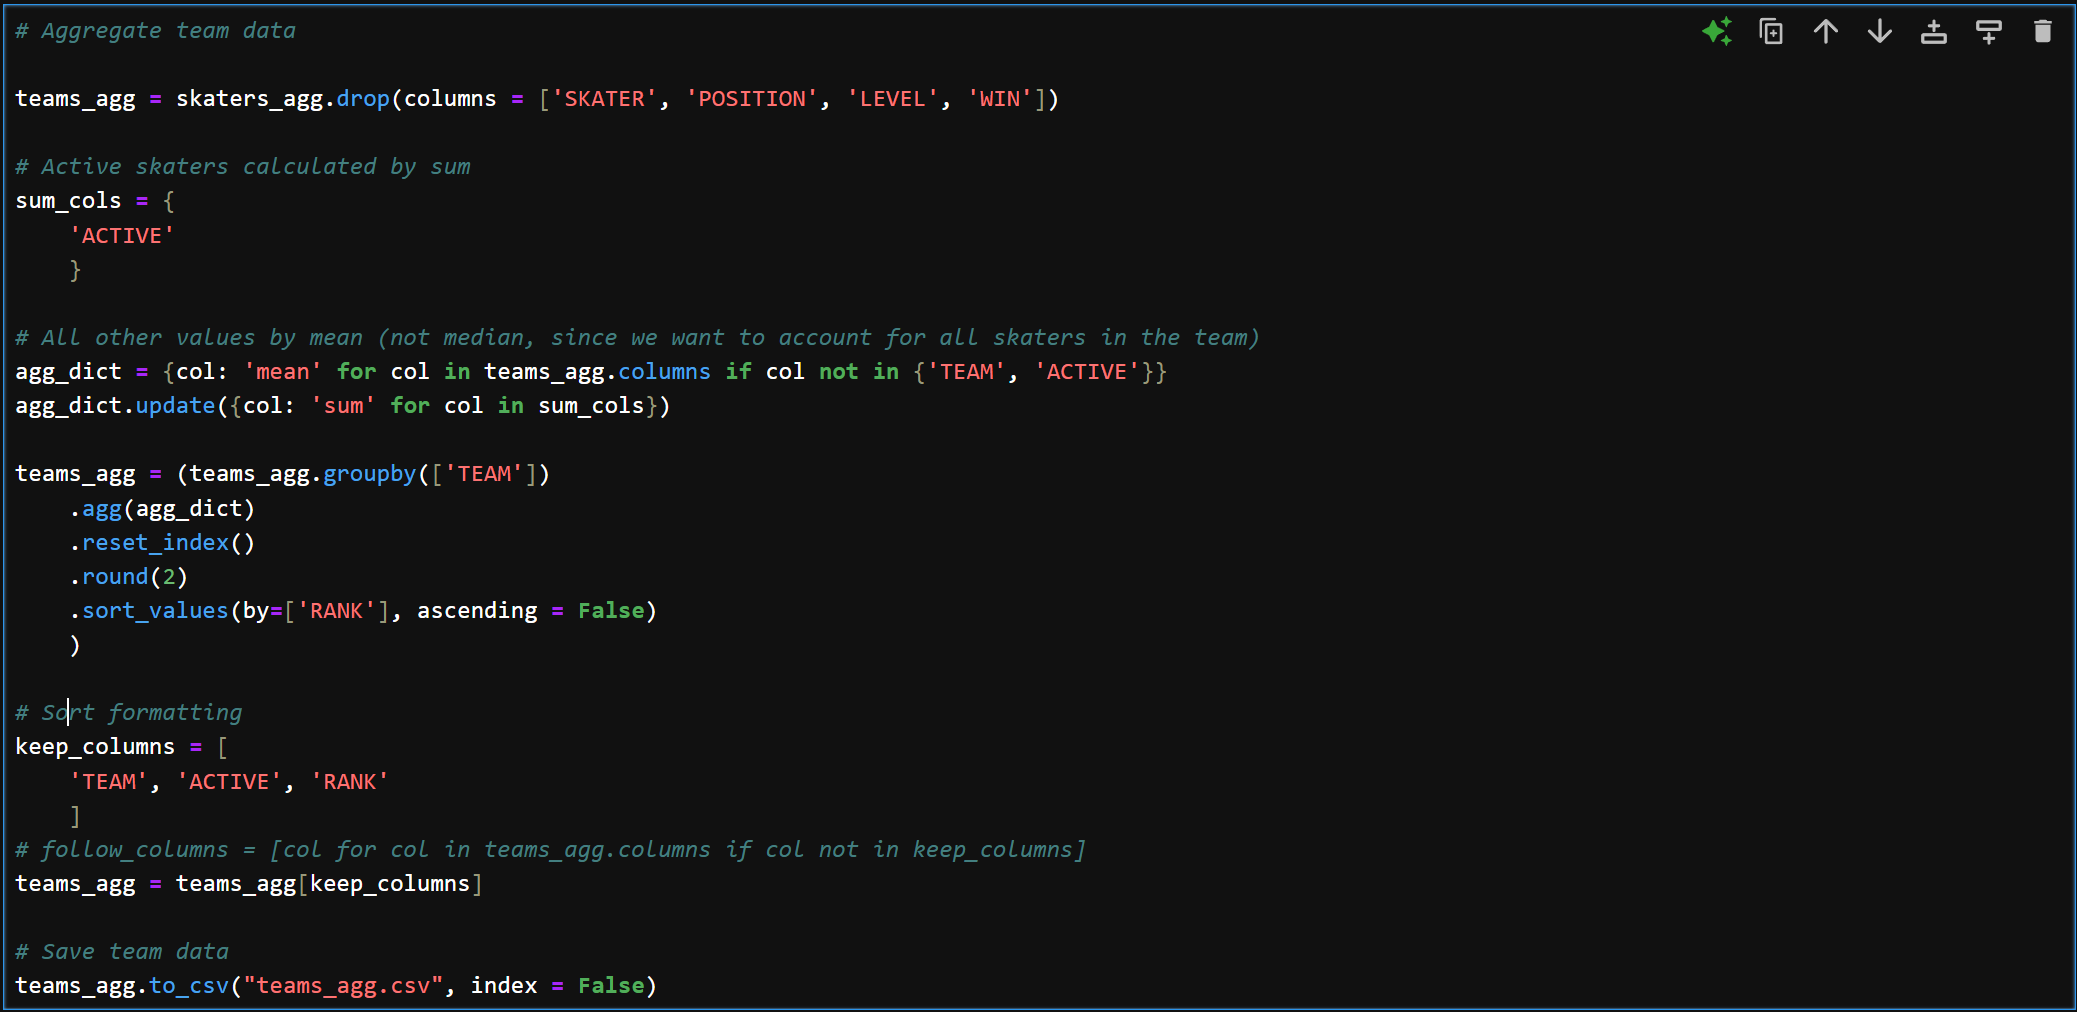 # Aggregate team data
teams_agg = skaters_agg.drop(columns = ['SKATER', 'POSITION', 'LEVEL', 'WIN'])
# Active skaters calculated by sum
sum_cols = {
    'ACTIVE'
    }
# All other values by mean (not median, since we want to account for all skaters in the team)
agg_dict = {col: 'mean' for col in teams_agg.columns if col not in {'TEAM', 'ACTIVE'}}
agg_dict.update({col: 'sum' for col in sum_cols})
teams_agg = (teams_agg.groupby(['TEAM'])
    .agg(agg_dict)
    .reset_index()
    .round(2)
    .sort_values(by=['RANK'], ascending = False)
    )
# Sort formatting
keep_columns = [
    'TEAM', 'ACTIVE', 'RANK'
    ]
# follow_columns = [col for col in teams_agg.columns if col not in keep_columns]
teams_agg = teams_agg[keep_columns]
# Save team data
teams_agg.to_csv("teams_agg.csv", index = False)